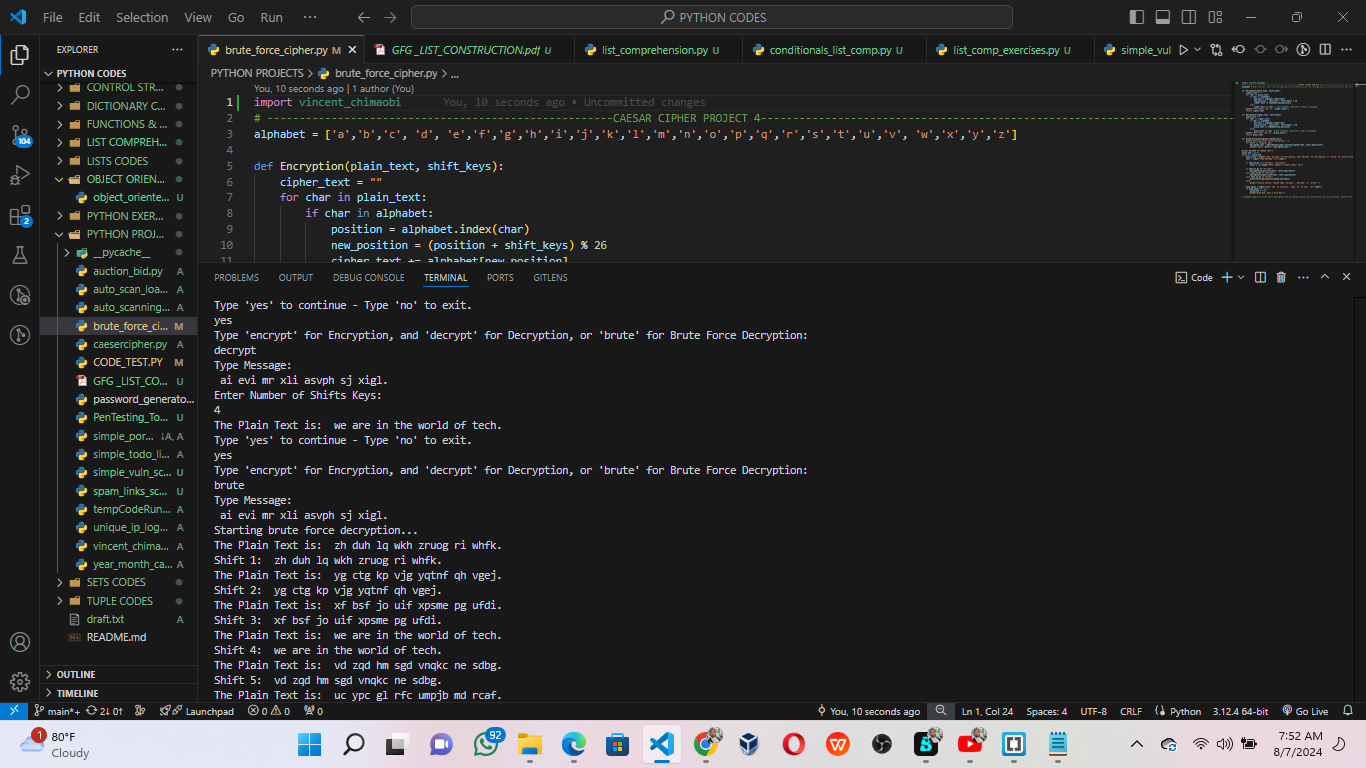 File Edit Selection View Go Run ··· PYTHON CODES
EXPLORER ···
PYTHON CODES
CONTROL STR...
DICTIONARY C...
FUNCTIONS & ...
LIST COMPREH...
LISTS CODES
OBJECT ORIEN...
object_oriente... U
PYTHON EXER...
PYTHON PROJ...
__pycache__
auction_bid.py A
auto_scan_loa... A
auto_scanning... A
brute_force_ci... M
caesercipher.py A
CODE_TEST.PY M
GFG _LIST_CO... U
password_generato...
PenTesting_To... U
simple_por... ↓A, A
simple_todo_li... A
simple_vuln_sc... U
spam_links_sc... U
tempCodeRun... A
unique_ip_log... A
vincent_chima... A
year_month_ca... A
SETS CODES
TUPLE CODES
draft.txt A
README.md
OUTLINE
TIMELINE
104
2
brute_force_cipher.py M GFG _LIST_CONSTRUCTION.pdf U list_comprehension.py U conditionals_list_comp.py U list_comp_exercises.py U simple_vul
PYTHON PROJECTS > brute_force_cipher.py > ...
You, 10 seconds ago | 1 author (You)
1 import vincent_chimaobi You, 10 seconds ago • Uncommitted changes
2 # -----------------------------------------------------CAESAR CIPHER PROJECT 4-----------------------------------------------------
3 alphabet = ['a','b','c', 'd', 'e','f','g','h','i','j','k','l','m','n','o','p','q','r','s','t','u','v', 'w','x','y','z']
4
5 def Encryption(plain_text, shift_keys):
6 cipher_text = ""
7 for char in plain_text:
8 if char in alphabet:
9 position = alphabet.index(char)
10 new_position = (position + shift_keys) % 26
11 cipher_text += alphabet[new_position]
PROBLEMS OUTPUT DEBUG CONSOLE TERMINAL PORTS GITLENS Code
Type 'yes' to continue - Type 'no' to exit.
yes
Type 'encrypt' for Encryption, and 'decrypt' for Decryption, or 'brute' for Brute Force Decryption:
decrypt
Type Message:
ai evi mr xli asvph sj xigl.
Enter Number of Shifts Keys:
4
The Plain Text is: we are in the world of tech.
Type 'yes' to continue - Type 'no' to exit.
yes
Type 'encrypt' for Encryption, and 'decrypt' for Decryption, or 'brute' for Brute Force Decryption:
brute
Type Message:
ai evi mr xli asvph sj xigl.
Starting brute force decryption...
The Plain Text is: zh duh lq wkh zruog ri whfk.
Shift 1: zh duh lq wkh zruog ri whfk.
The Plain Text is: yg ctg kp vjg yqtnf qh vgej.
Shift 2: yg ctg kp vjg yqtnf qh vgej.
The Plain Text is: xf bsf jo uif xpsme pg ufdi.
Shift 3: xf bsf jo uif xpsme pg ufdi.
The Plain Text is: we are in the world of tech.
Shift 4: we are in the world of tech.
The Plain Text is: vd zqd hm sgd vnqkc ne sdbg.
Shift 5: vd zqd hm sgd vnqkc ne sdbg.
The Plain Text is: uc ypc gl rfc umpjb md rcaf.
main*+ 2↓ 0↑ Launchpad 0 0 0 You, 10 seconds ago Ln 1, Col 24 Spaces: 4 UTF-8 CRLF Python 3.12.4 64-bit Go Live
1 80°F
Cloudy
92
7:52 AM
8/7/2024